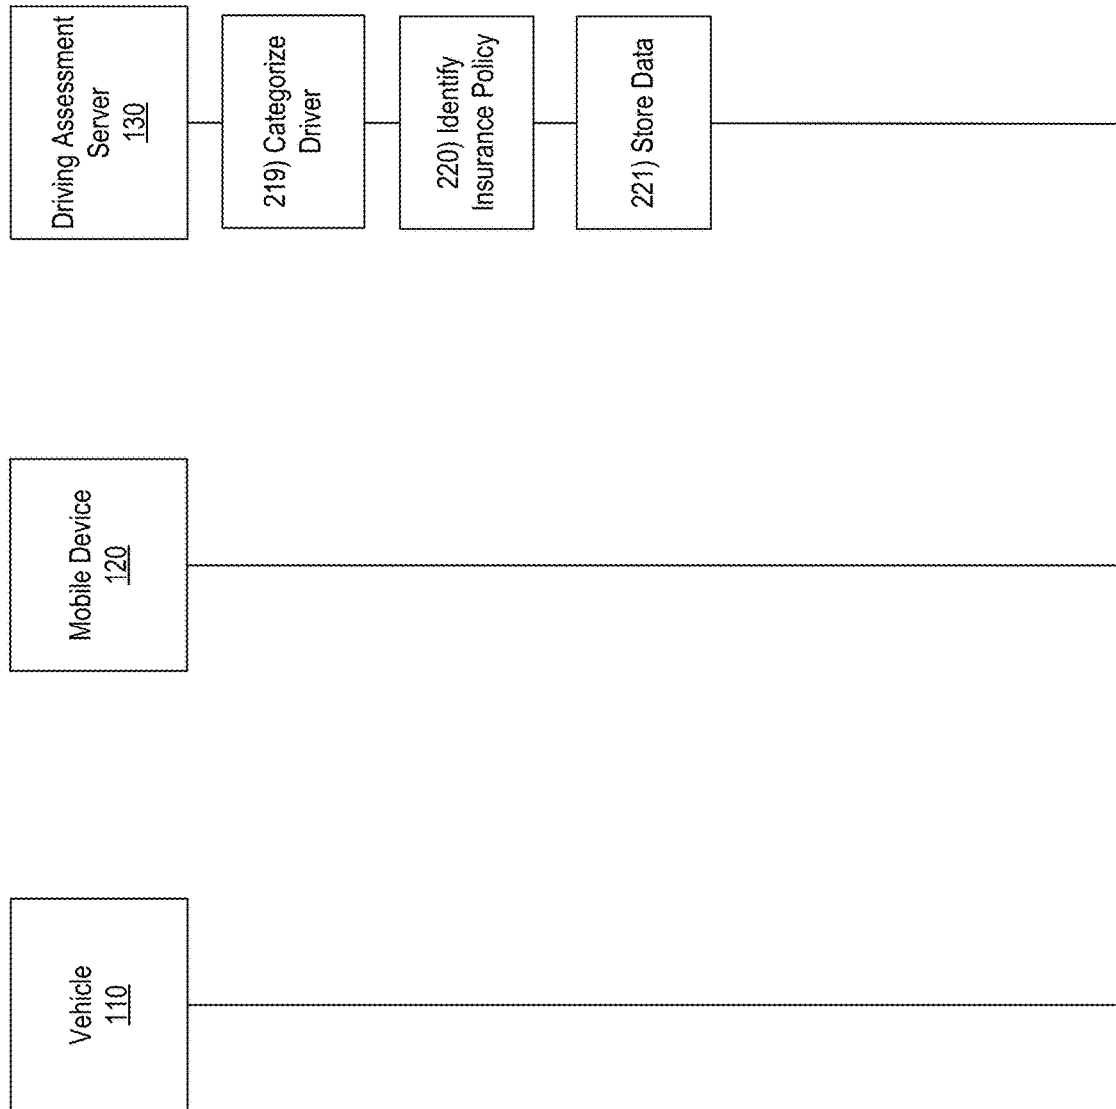 Vehicle
110
Mobile Device
120
Driving Assessment
Server
130
219) Categorize
Driver
220) Identify
Insurance Policy
221) Store Data